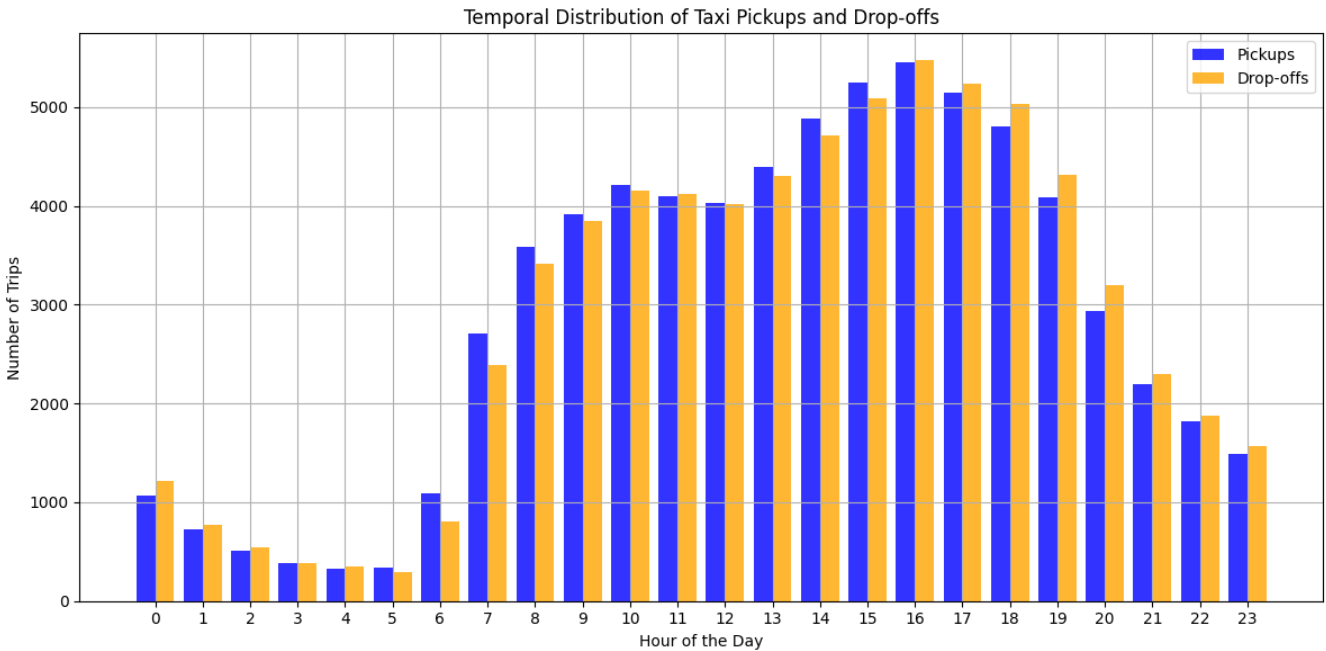 Temporal Distribution of Taxi Pickups and Drop-offs
Pickups
Drop-offs
Number of Trips
5000
4000
3000
2000
1000
0
0 1 2 3 4 5 6 7 8 9 10 11 12 13 14 15 16 17 18 19 20 21 22 23
Hour of the Day